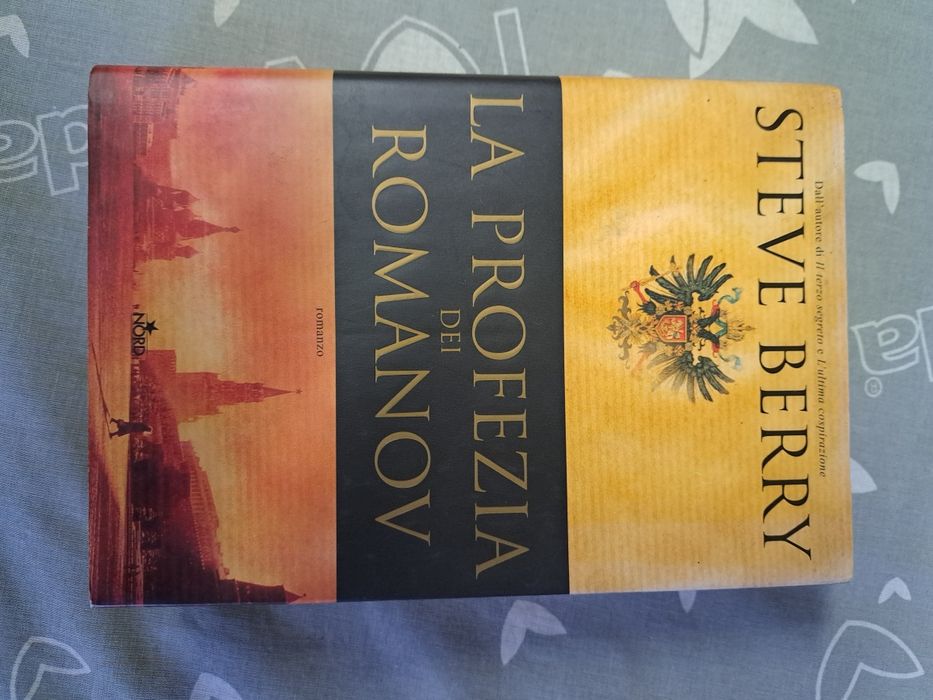 Dall'autore di Il terzo segreto e L'ultima cospirazione
STEVE BERRY
LA PROFEZIA
DEI
ROMANOV
romanzo
NORD